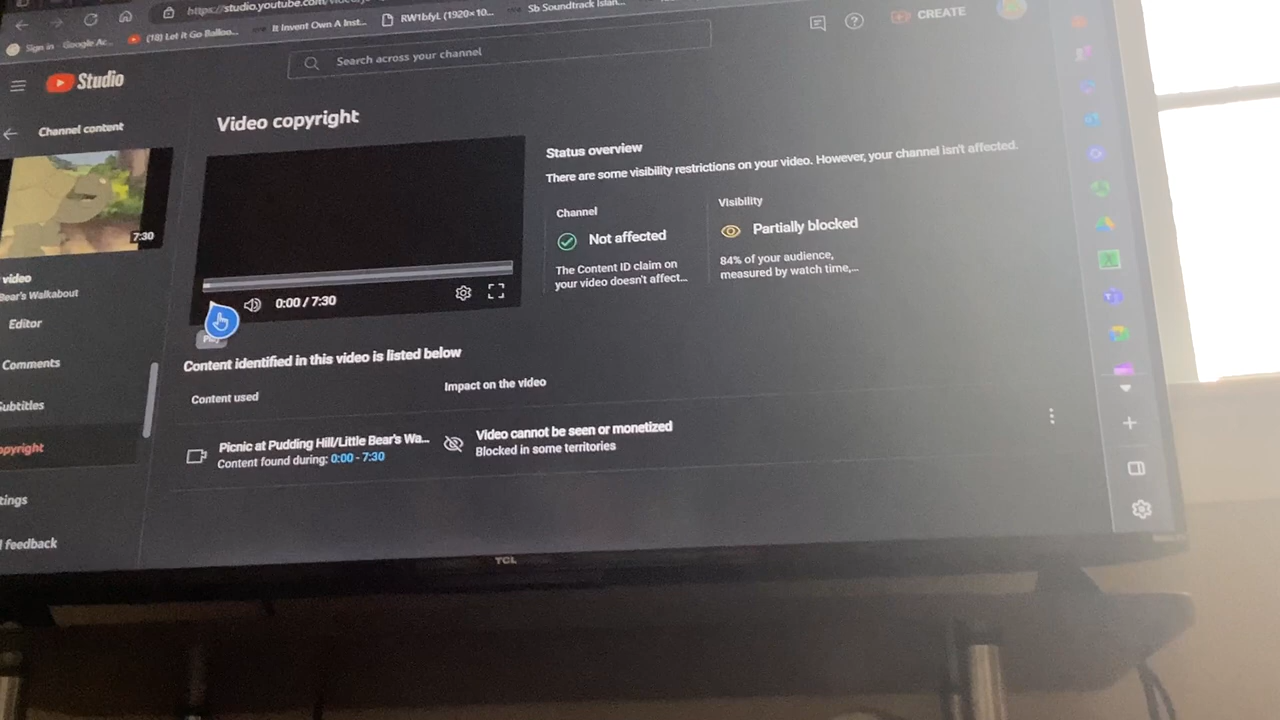 https://studio.youtube.com/
Sign in - Google Ac...
(18) Let it Go Balloo...
It Invent Own A Inst...
RW1bfyL (1920×10...
Sb Soundtrack Islan...
Studio
Search across your channel
CREATE
Channel content
7:30
video
Bear's Walkabout
Editor
Comments
Subtitles
opyright
tings
feedback
Video copyright
0:00 / 7:30
Play
Status overview
There are some visibility restrictions on your video. However, your channel isn't affected.
Channel
Not affected
The Content ID claim on
your video doesn't affect...
Visibility
Partially blocked
84% of your audience,
measured by watch time,...
Content identified in this video is listed below
Content used
Impact on the video
Picnic at Pudding Hill/Little Bear's Wa...
Content found during: 0:00 - 7:30
Video cannot be seen or monetized
Blocked in some territories
TCL